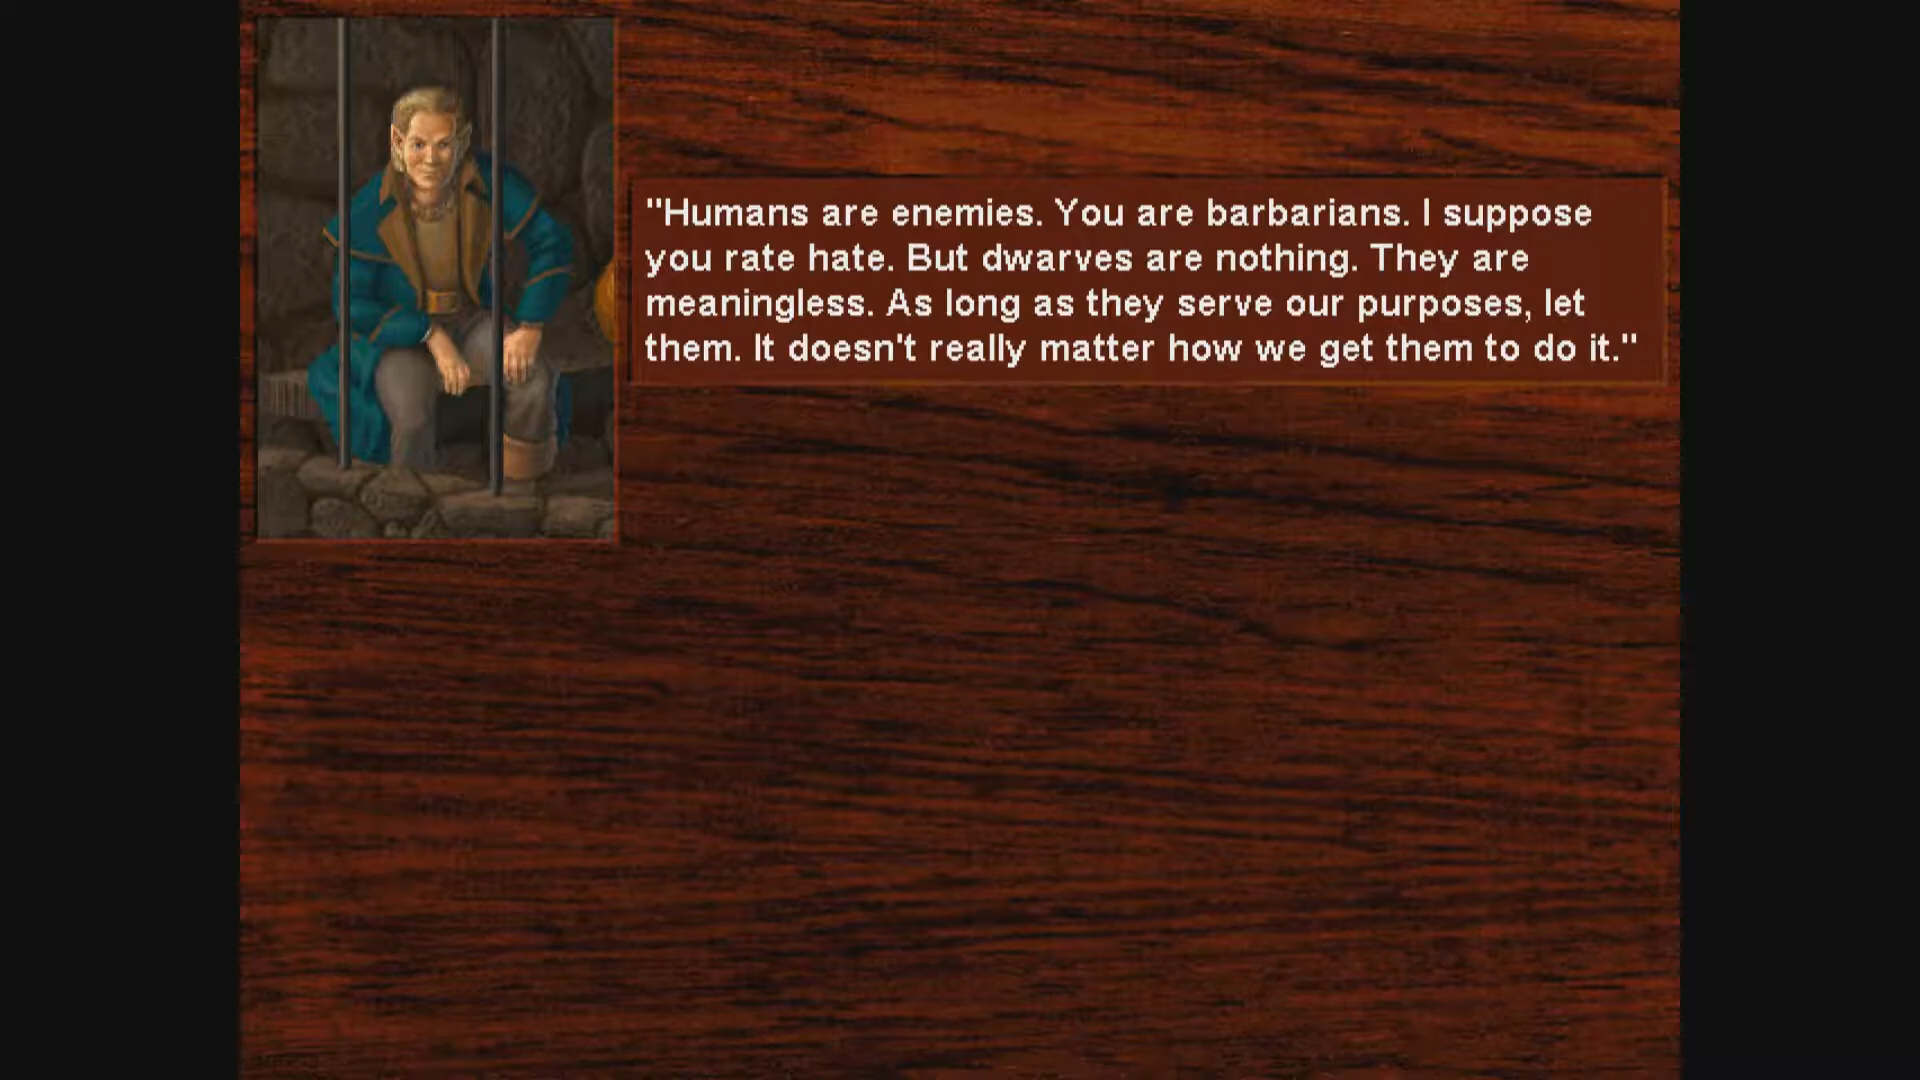 "Humans are enemies. You are barbarians. I suppose
you rate hate. But dwarves are nothing. They are
meaningless. As long as they serve our purposes, let
them. It doesn't really matter how we get them to do it."